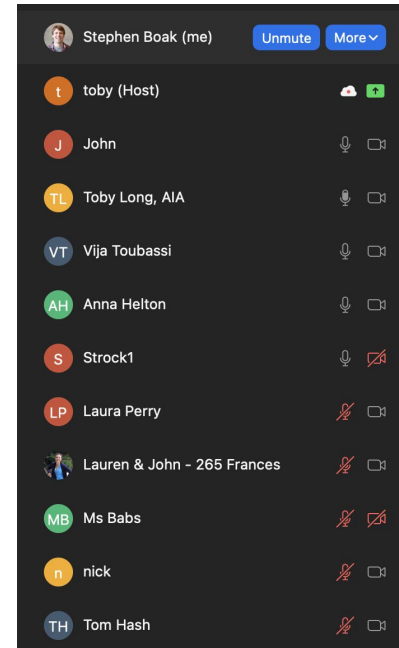 Stephen Boak (me) Unmute More
t toby (Host)
J John
TL Toby Long, AIA
VT Vija Toubassi
AH Anna Helton
S Strock1
LP Laura Perry
Lauren & John - 265 Frances
MB Ms Babs
n nick
TH Tom Hash